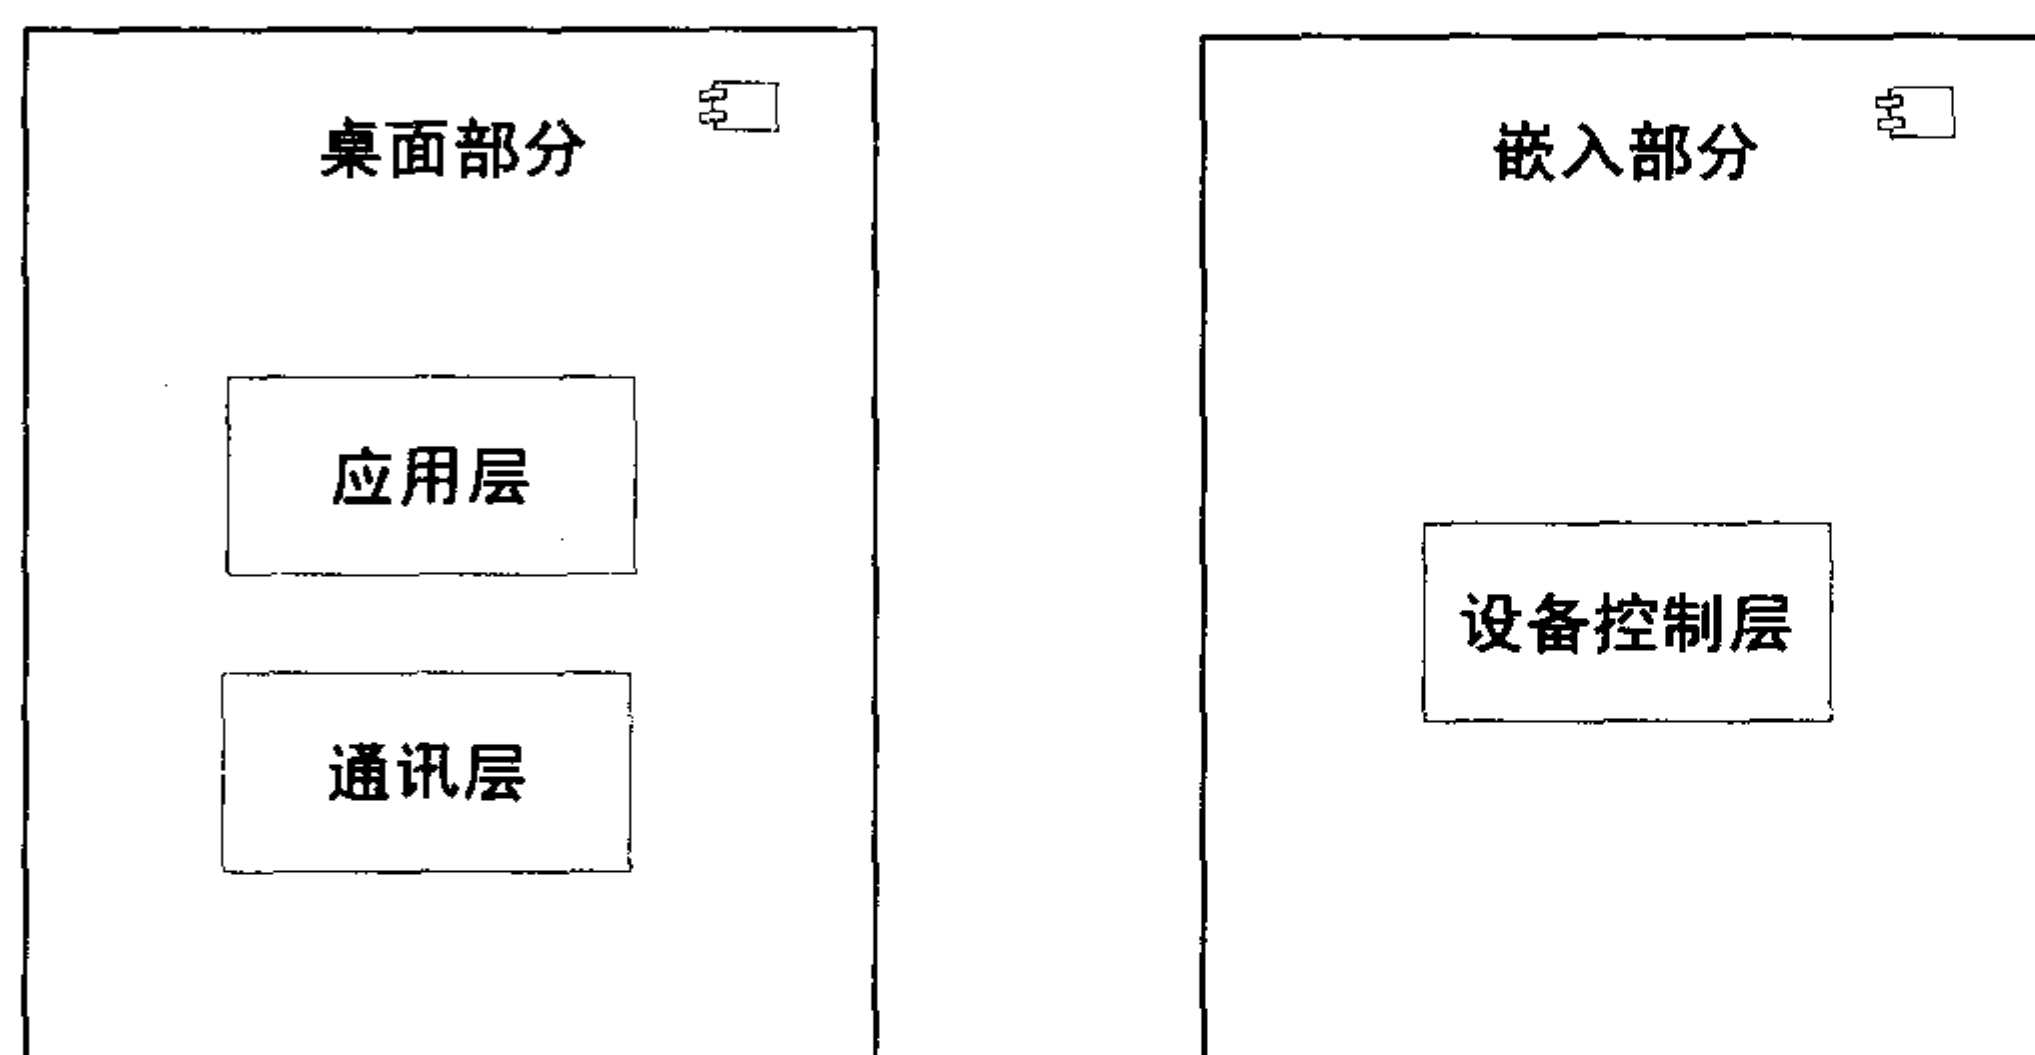 桌面部分
应用层
通讯层
嵌入部分
设备控制层